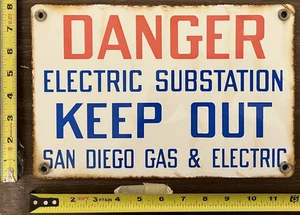 DANGER
ELECTRIC SUBSTATION
KEEP OUT
SAN DIEGO GAS & ELECTRIC